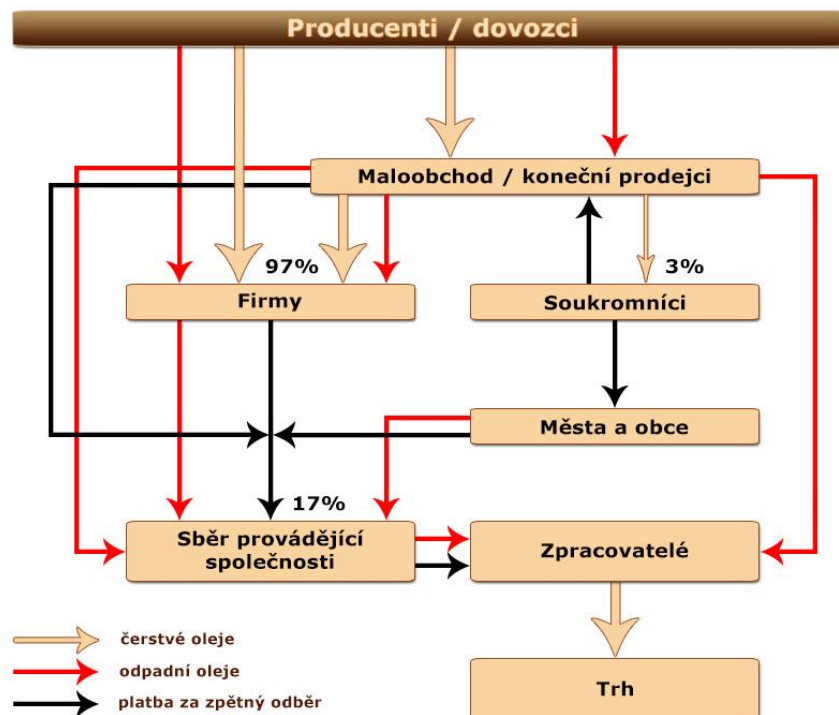 Producenti / dovozci
Maloobchod / koneční prodejci
97%
3%
Firmy
Soukromníci
Města a obce
17%
Sběr provádějící
společnosti
Zpracovatelé
čerstvé oleje
odpadní oleje
platba za zpětný odběr
Trh